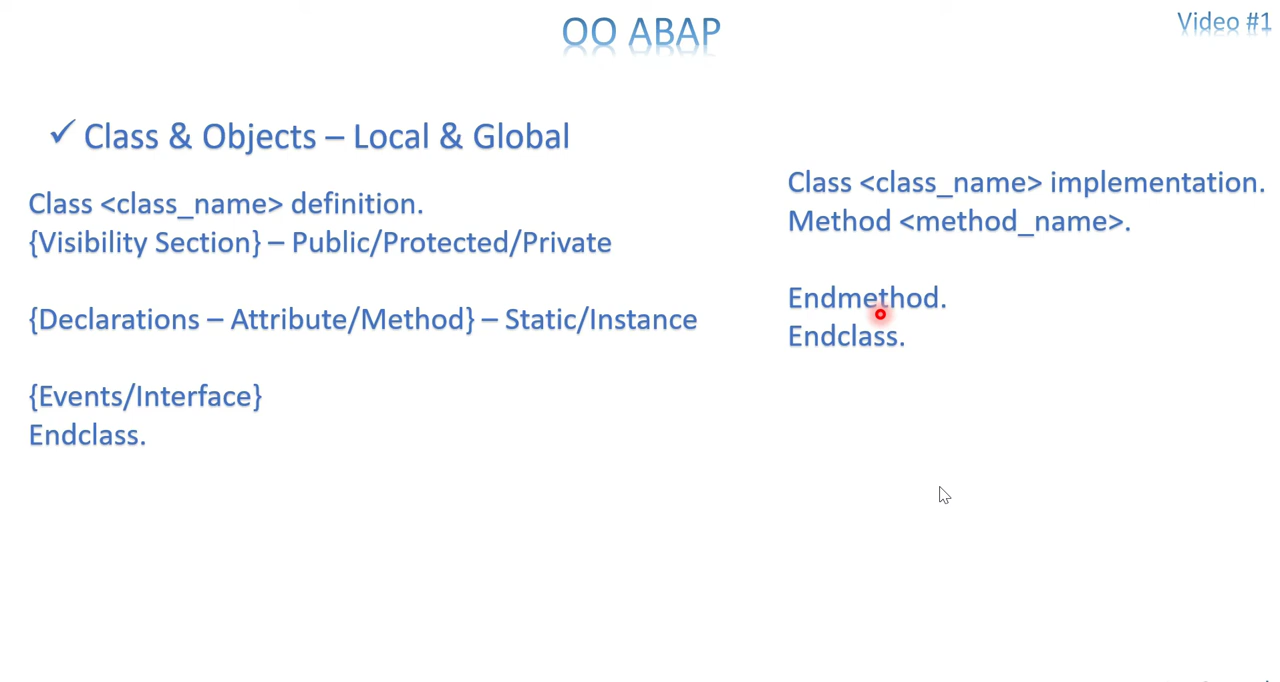 OO ABAP
Video #1
Class & Objects – Local & Global
Class <class_name> definition.
{Visibility Section} – Public/Protected/Private
{Declarations – Attribute/Method} – Static/Instance
{Events/Interface}
Endclass.
Class <class_name> implementation.
Method <method_name>.
Endmethod.
Endclass.